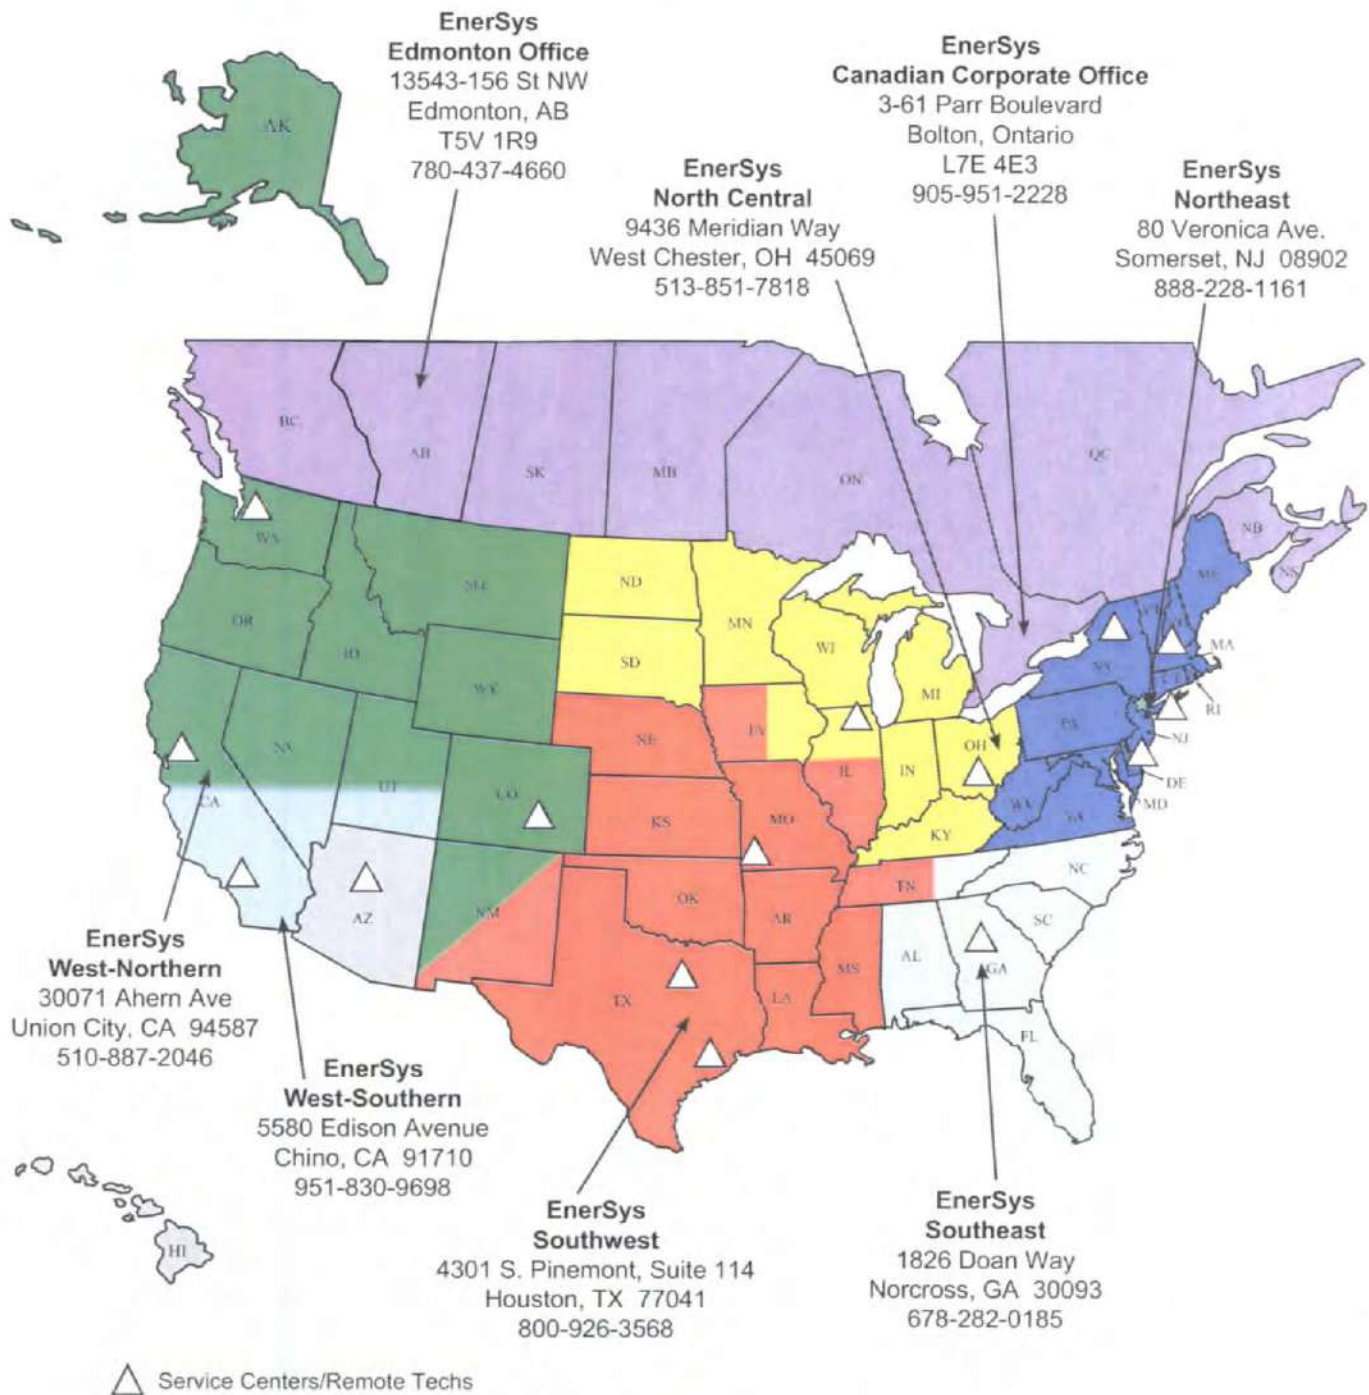 EnerSys
Edmonton Office
13543-156 St NW
Edmonton, AB
T5V 1R9
780-437-4660
EnerSys
Canadian Corporate Office
3-61 Parr Boulevard
Bolton, Ontario
L7E 4E3
905-951-2228
EnerSys
North Central
9436 Meridian Way
West Chester, OH 45069
513-851-7818
EnerSys
Northeast
80 Veronica Ave.
Somerset, NJ 08902
888-228-1161
AK
BC
AB
SK
MB
ON
QC
NB
NS
WA
OR
ID
WY
NV
UT
CO
CA
AZ
NM
ND
SD
MN
WI
MI
NE
KS
OK
TX
MO
AR
LA
MS
TN
IL
IN
OH
KY
WV
PA
NY
ME
MA
RI
NJ
DE
MD
NC
SC
GA
AL
FL
EnerSys
West-Northern
30071 Ahern Ave
Union City, CA 94587
510-887-2046
EnerSys
West-Southern
5580 Edison Avenue
Chino, CA 91710
951-830-9698
HI
EnerSys
Southwest
4301 S. Pinemont, Suite 114
Houston, TX 77041
800-926-3568
EnerSys
Southeast
1826 Doan Way
Norcross, GA 30093
678-282-0185
Service Centers/Remote Techs